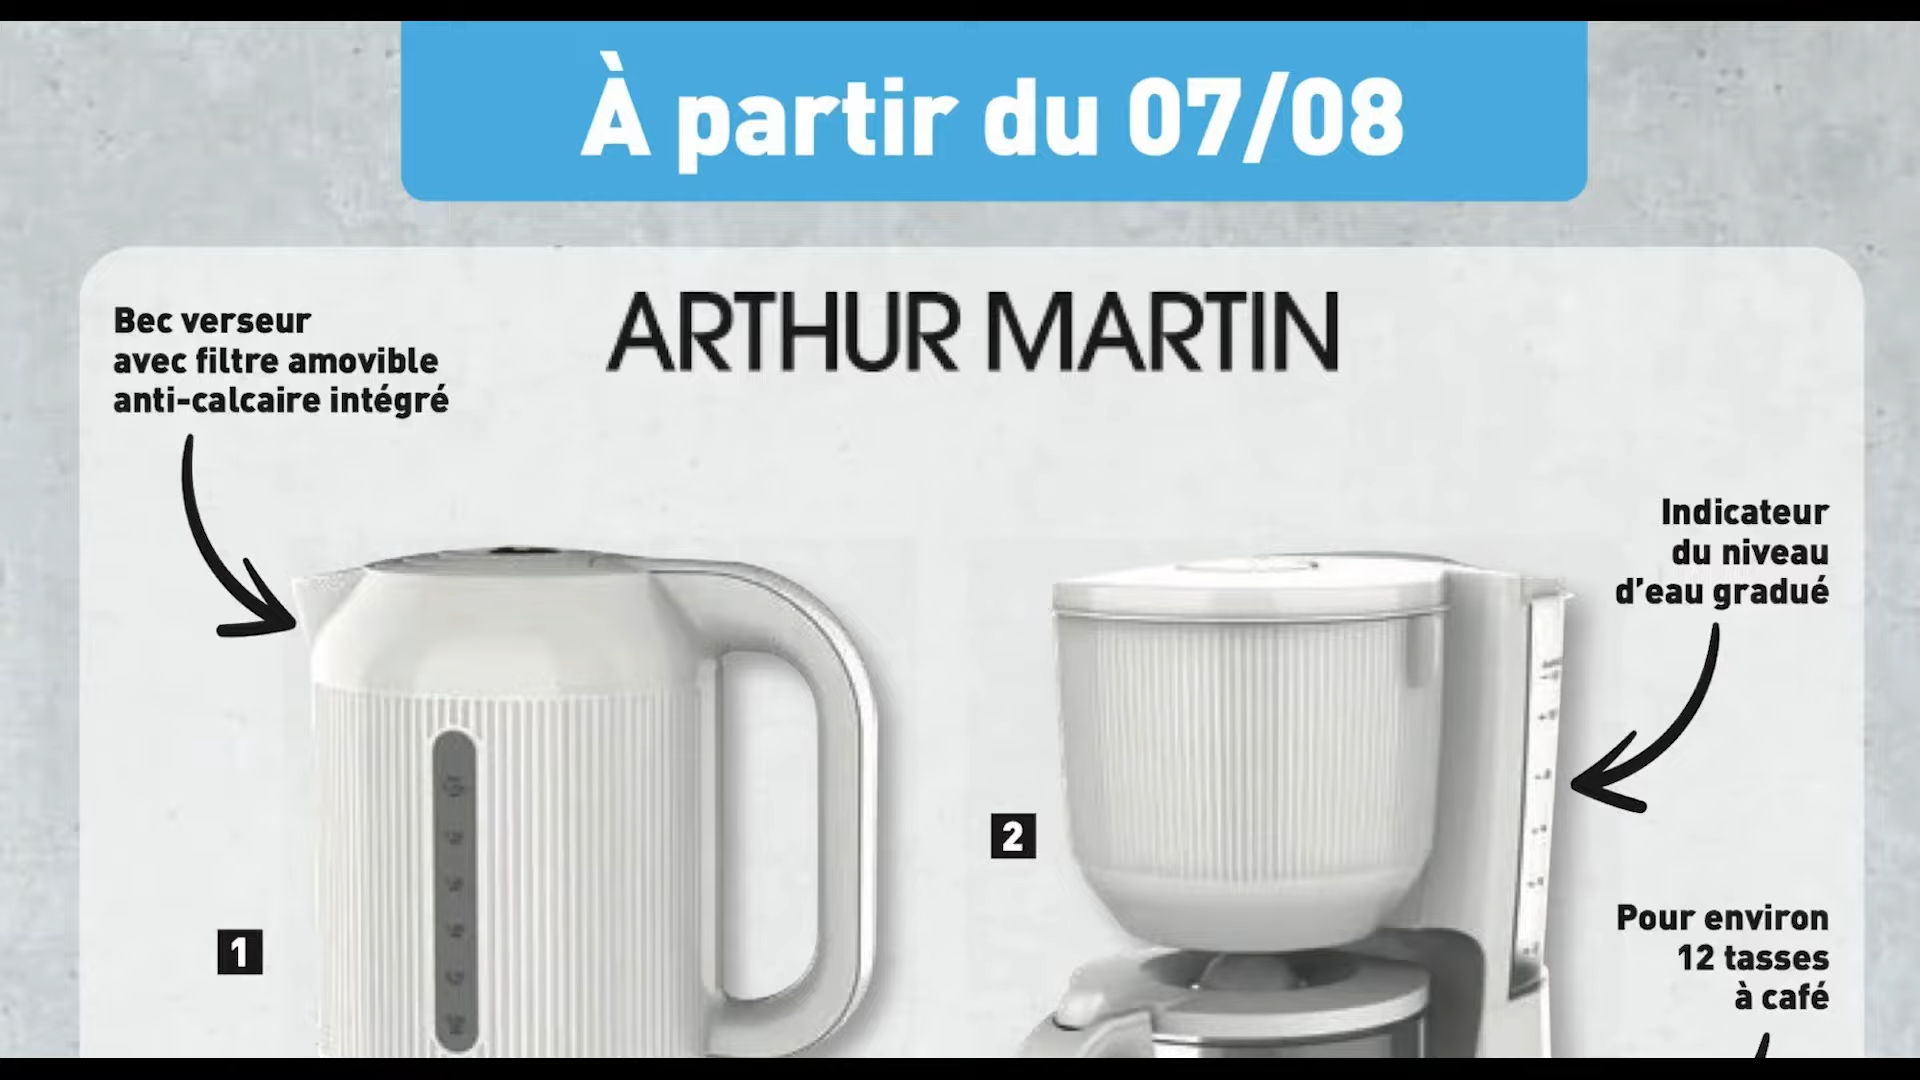 À partir du 07/08
ARTHUR MARTIN
Bec verseur
avec filtre amovible
anti-calcaire intégré
Indicateur
du niveau
d'eau gradué
2
Pour environ
12 tasses
à café
1